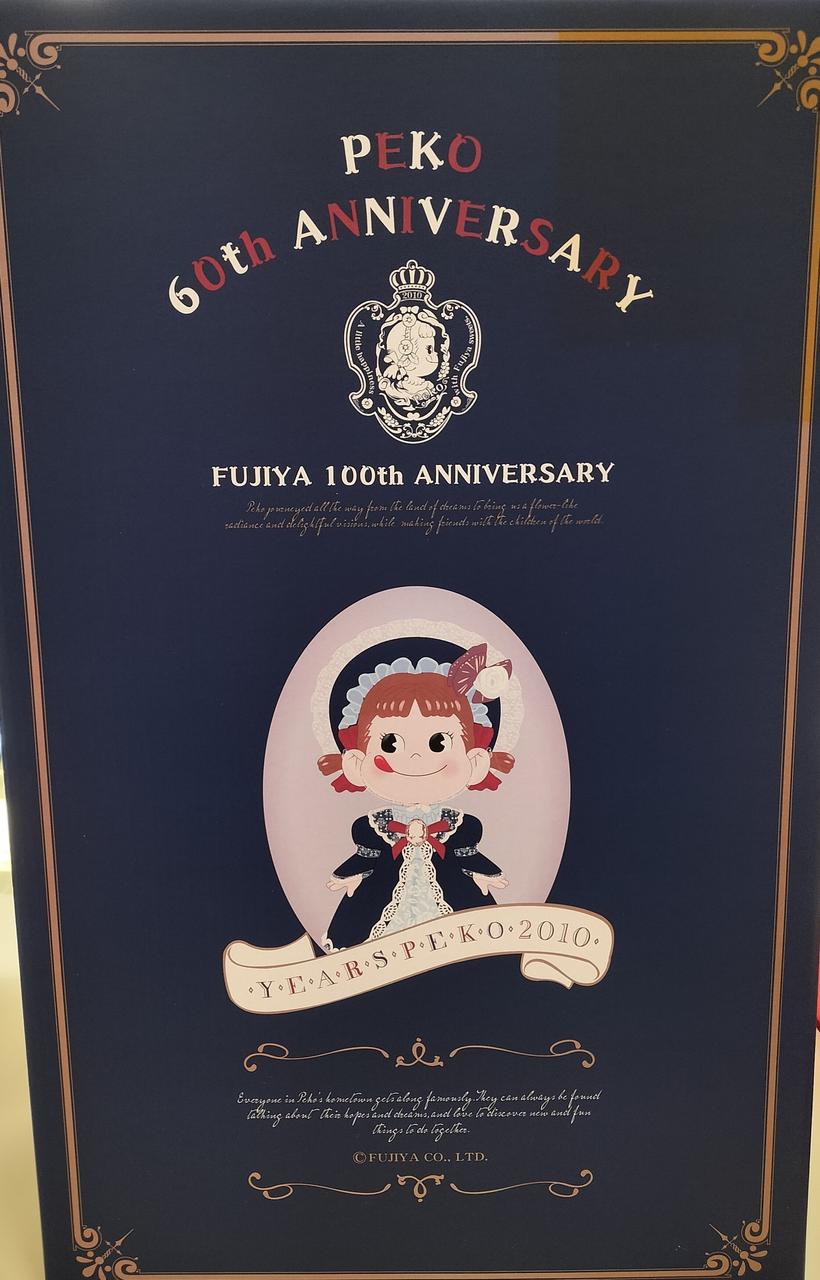 PEKO
60th ANNIVERSARY
2010
A little happiness
with Fujiya sweets.
PEKO
FUJIYA 100th ANNIVERSARY
Peko journeyed all the way from the land of dreams to bring us a flower-like
radiance and delightful visions, while making friends with the children of the world.
·Y·E·A·R·S·P·E·K·O·2010·
Everyone in Peko's hometown gets along famously. They can always be found
talking about their hopes and dreams, and love to discover new and fun
things to do together.
©FUJIYA CO., LTD.